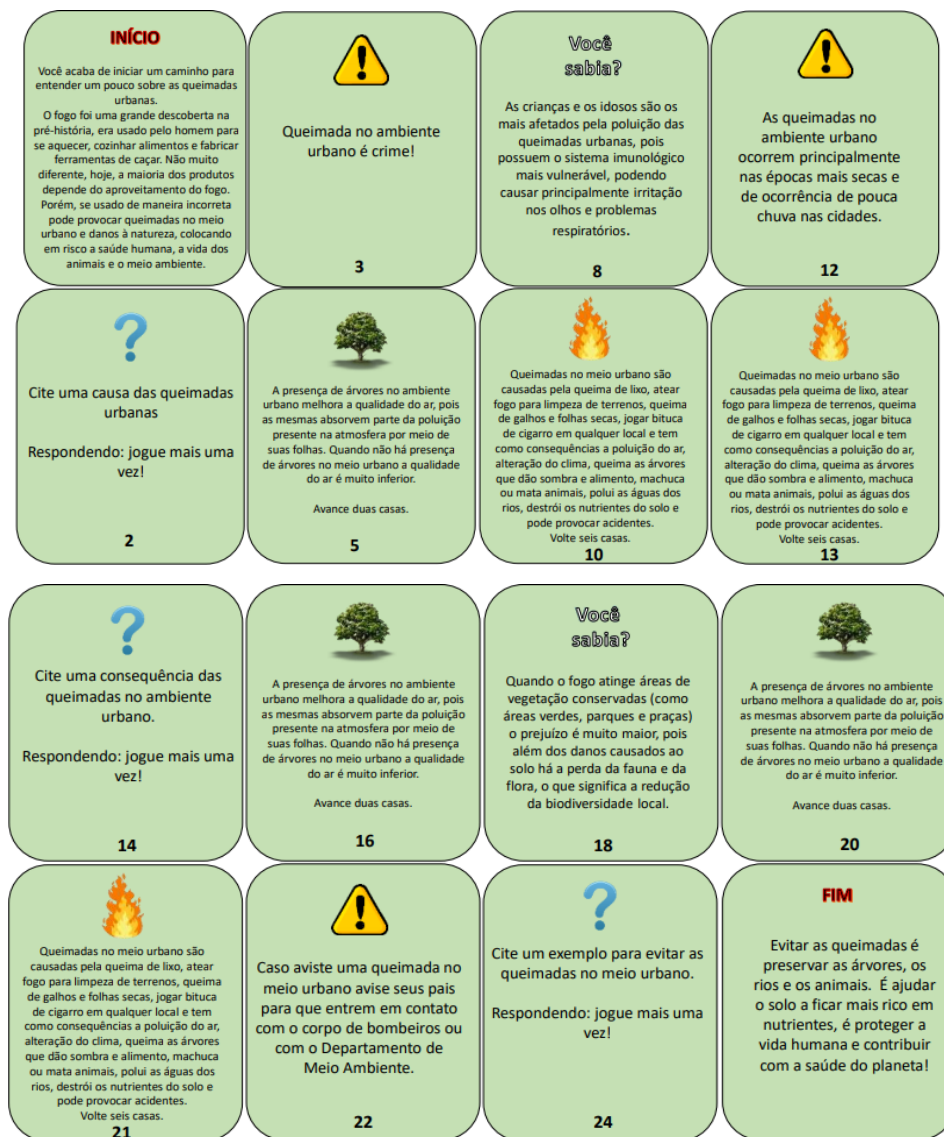 INÍCIO
Você acaba de iniciar um caminho para
entender um pouco sobre as queimadas
urbanas.
O fogo foi uma grande descoberta na
pré-história, era usado pelo homem para
se aquecer, cozinhar alimentos e fabricar
ferramentas de caçar. Não muito
diferente, hoje, a maioria dos produtos
depende do aproveitamento do fogo.
Porém, se usado de maneira incorreta
pode provocar queimadas no meio
urbano e danos à natureza, colocando
em risco a saúde humana, a vida dos
animais e o meio ambiente.
Queimada no ambiente
urbano é crime!
3
Você
sabia?
As crianças e os idosos são os
mais afetados pela poluição das
queimadas urbanas, pois
possuem o sistema imunológico
mais vulnerável, podendo
causar principalmente irritação
nos olhos e problemas
respiratórios.
8
As queimadas no
ambiente urbano
ocorrem principalmente
nas épocas mais secas e
de ocorrência de pouca
chuva nas cidades.
12
?
Cite uma causa das queimadas
urbanas
Respondendo: jogue mais uma
vez!
2
A presença de árvores no ambiente
urbano melhora a qualidade do ar, pois
as mesmas absorvem parte da poluição
presente na atmosfera por meio de
suas folhas. Quando não há presença
de árvores no meio urbano a qualidade
do ar é muito inferior.
Avance duas casas.
5
Queimadas no meio urbano são
causadas pela queima de lixo, atear
fogo para limpeza de terrenos, queima
de galhos e folhas secas, jogar bituca
de cigarro em qualquer local e tem
como consequências a poluição do ar,
alteração do clima, queima as árvores
que dão sombra e alimento, machuca
ou mata animais, polui as águas dos
rios, destrói os nutrientes do solo e
pode provocar acidentes.
Volte seis casas.
10
Queimadas no meio urbano são
causadas pela queima de lixo, atear
fogo para limpeza de terrenos, queima
de galhos e folhas secas, jogar bituca
de cigarro em qualquer local e tem
como consequências a poluição do ar,
alteração do clima, queima as árvores
que dão sombra e alimento, machuca
ou mata animais, polui as águas dos
rios, destrói os nutrientes do solo e
pode provocar acidentes.
Volte seis casas.
13
?
Cite uma consequência das
queimadas no ambiente
urbano.
Respondendo: jogue mais uma
vez!
14
A presença de árvores no ambiente
urbano melhora a qualidade do ar, pois
as mesmas absorvem parte da poluição
presente na atmosfera por meio de
suas folhas. Quando não há presença
de árvores no meio urbano a qualidade
do ar é muito inferior.
Avance duas casas.
16
Você
sabia?
Quando o fogo atinge áreas de
vegetação conservadas (como
áreas verdes, parques e praças)
o prejuízo é muito maior, pois
além dos danos causados ao
solo há a perda da fauna e da
flora, o que significa a redução
da biodiversidade local.
18
A presença de árvores no ambiente
urbano melhora a qualidade do ar, pois
as mesmas absorvem parte da poluição
presente na atmosfera por meio de
suas folhas. Quando não há presença
de árvores no meio urbano a qualidade
do ar é muito inferior.
Avance duas casas.
20
Queimadas no meio urbano são
causadas pela queima de lixo, atear
fogo para limpeza de terrenos, queima
de galhos e folhas secas, jogar bituca
de cigarro em qualquer local e tem
como consequências a poluição do ar,
alteração do clima, queima as árvores
que dão sombra e alimento, machuca
ou mata animais, polui as águas dos
rios, destrói os nutrientes do solo e
pode provocar acidentes.
Volte seis casas.
21
Caso aviste uma queimada no
meio urbano avise seus pais
para que entrem em contato
com o corpo de bombeiros ou
com o Departamento de
Meio Ambiente.
22
?
Cite um exemplo para evitar as
queimadas no meio urbano.
Respondendo: jogue mais uma
vez!
24
FIM
Evitar as queimadas é
preservar as árvores, os
rios e os animais. É ajudar
o solo a ficar mais rico em
nutrientes, é proteger a
vida humana e contribuir
com a saúde do planeta!